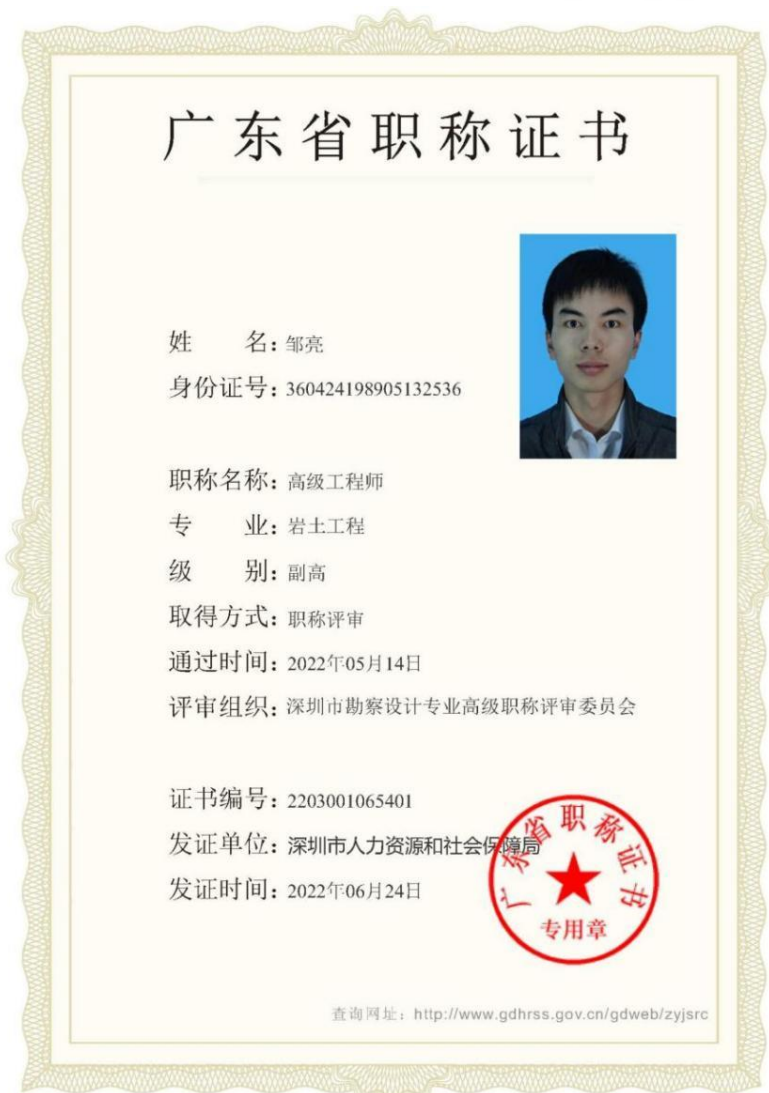 广东省职称证书
姓 名：邹亮
身份证号：360424198905132536
职称名称：高级工程师
专 业：岩土工程
级 别：副高
取得方式：职称评审
通过时间：2022年05月14日
评审组织：深圳市勘察设计专业高级职称评审委员会
证书编号：2203001065401
发证单位：深圳市人力资源和社会保障局
发证时间：2022年06月24日
广东省职称证书
专用章
查询网址：http://www.gdhrss.gov.cn/gdweb/zyjsrc